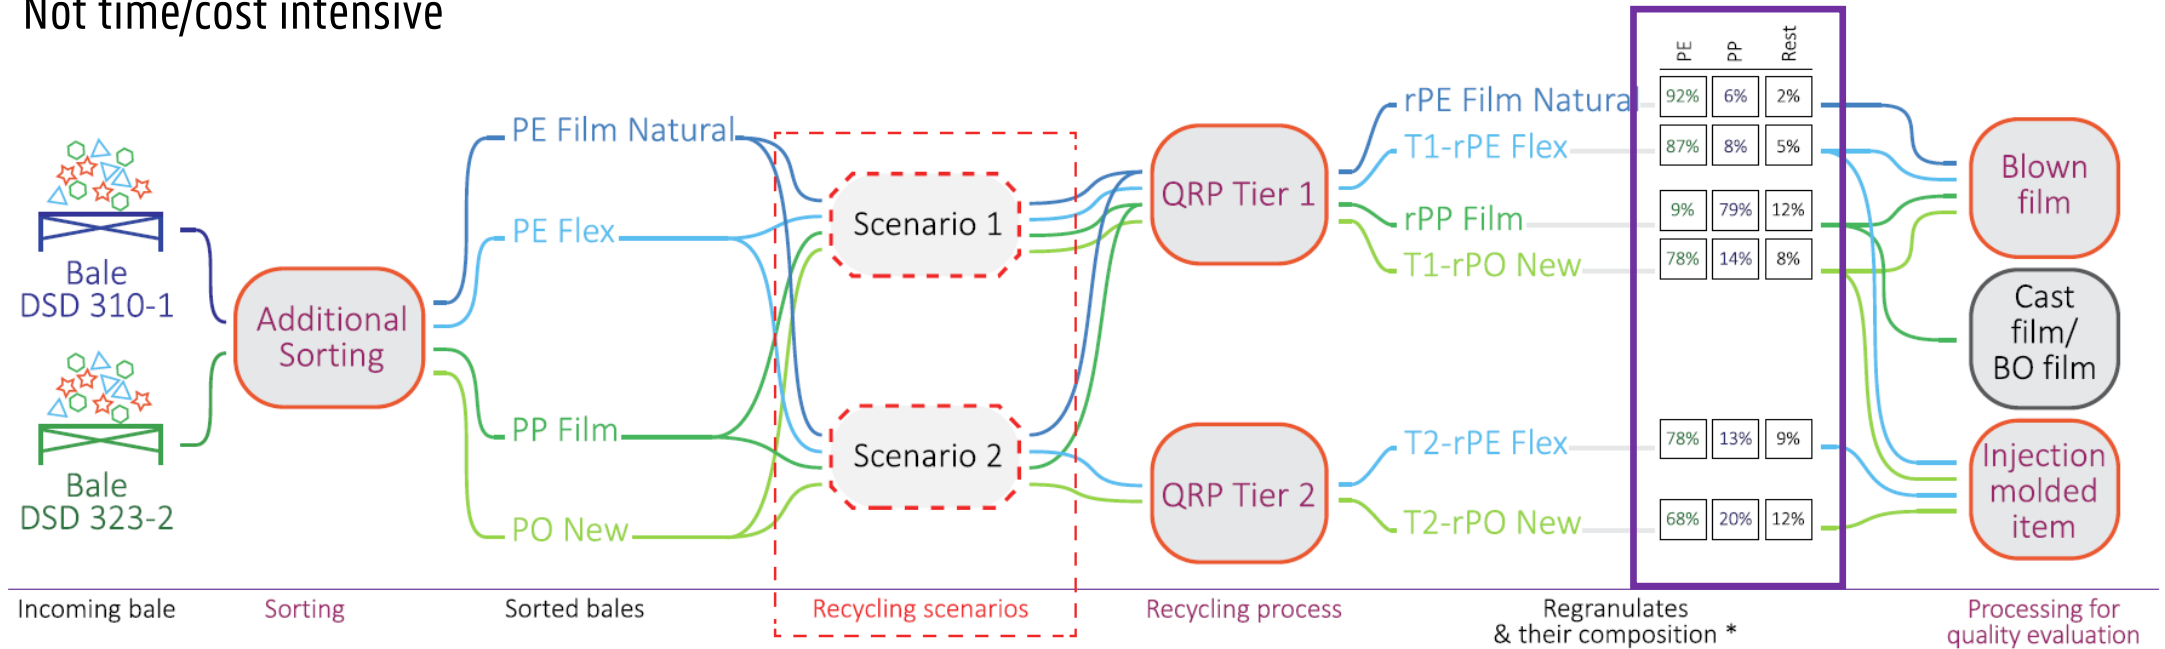 Not time/cost intensive
Bale
DSD 310-1
Bale
DSD 323-2
Additional
Sorting
PE Film Natural
PE Flex
PP Film
PO New
Scenario 1
Scenario 2
QRP Tier 1
QRP Tier 2
PE PP Rest
rPE Film Natural 92% 6% 2%
T1-rPE Flex 87% 8% 5%
rPP Film 9% 79% 12%
T1-rPO New 78% 14% 8%
T2-rPE Flex 78% 13% 9%
T2-rPO New 68% 20% 12%
Blown
film
Cast
film/
BO film
Injection
molded
item
Incoming bale
Sorting
Sorted bales
Recycling scenarios
Recycling process
Regranulates
& their composition *
Processing for
quality evaluation